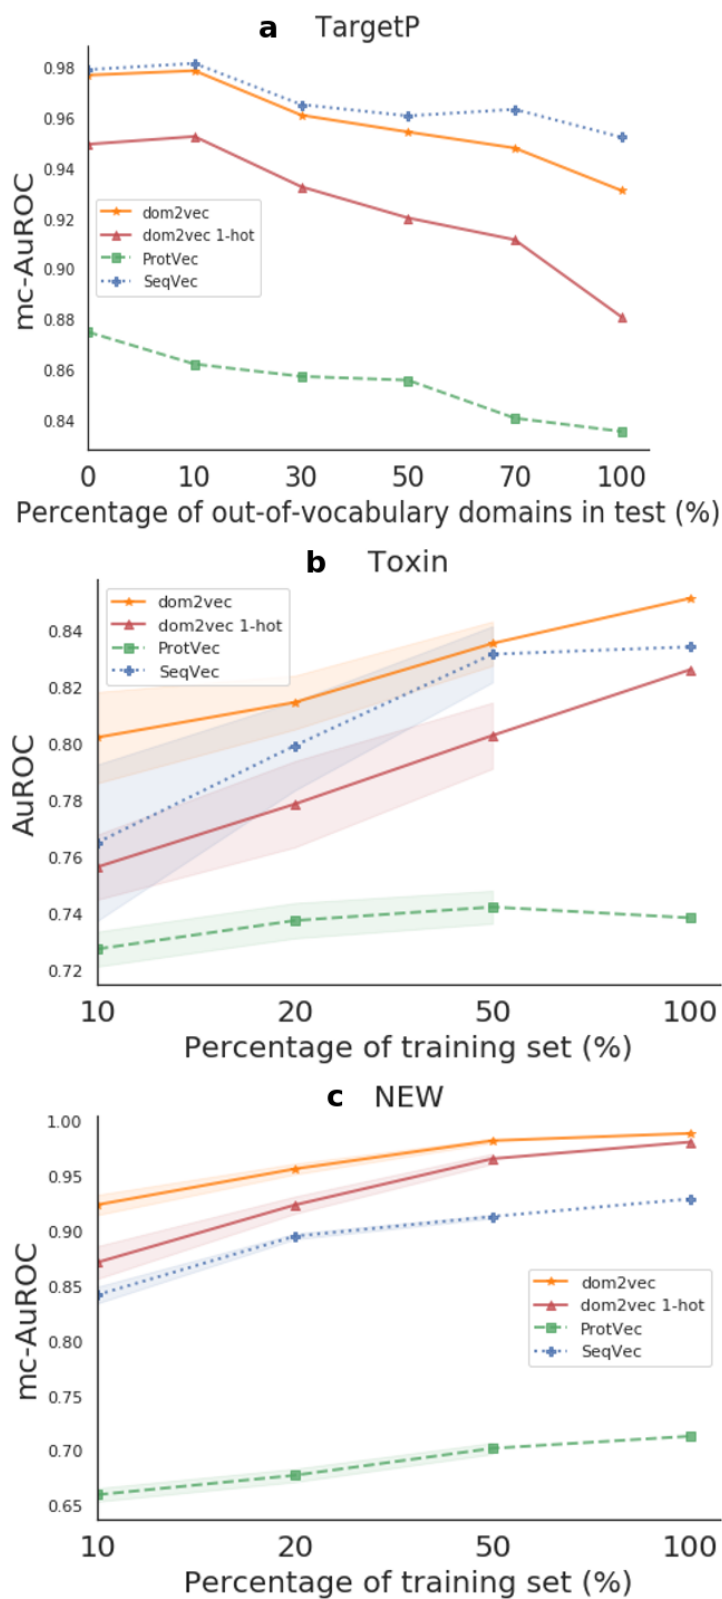 a TargetP
0.98
0.96
0.94
0.92
0.90
0.88
0.86
0.84
mc-AuROC
dom2vec
dom2vec 1-hot
ProtVec
SeqVec
0 10 30 50 70 100
Percentage of out-of-vocabulary domains in test (%)
b Toxin
0.84
0.82
0.80
0.78
0.76
0.74
0.72
AuROC
dom2vec
dom2vec 1-hot
ProtVec
SeqVec
10 20 50 100
Percentage of training set (%)
c NEW
1.00
0.95
0.90
0.85
0.80
0.75
0.70
0.65
mc-AuROC
dom2vec
dom2vec 1-hot
ProtVec
SeqVec
10 20 50 100
Percentage of training set (%)